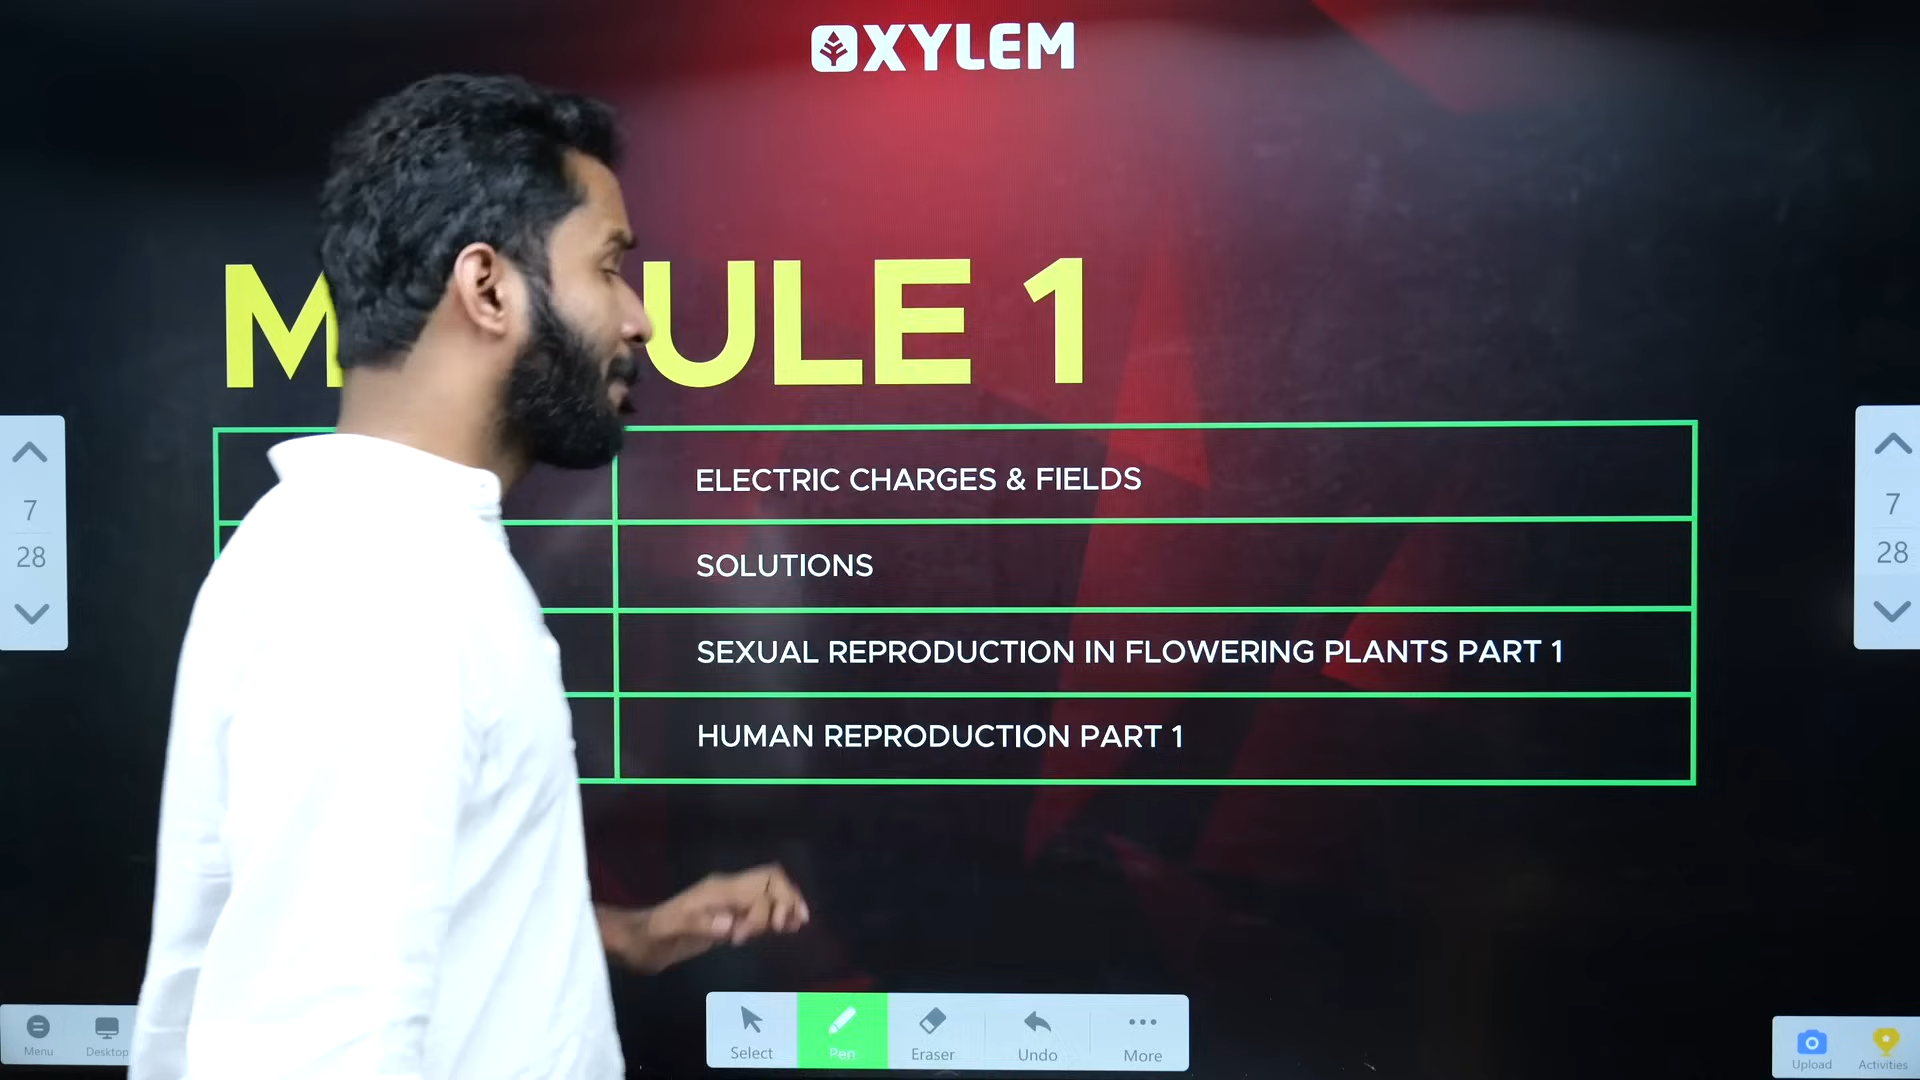 XYLEM
M ULE 1
ELECTRIC CHARGES & FIELDS
SOLUTIONS
SEXUAL REPRODUCTION IN FLOWERING PLANTS PART 1
HUMAN REPRODUCTION PART 1
7
28
7
28
Menu
Desktop
Select
Pen
Eraser
Undo
More
Upload
Activities